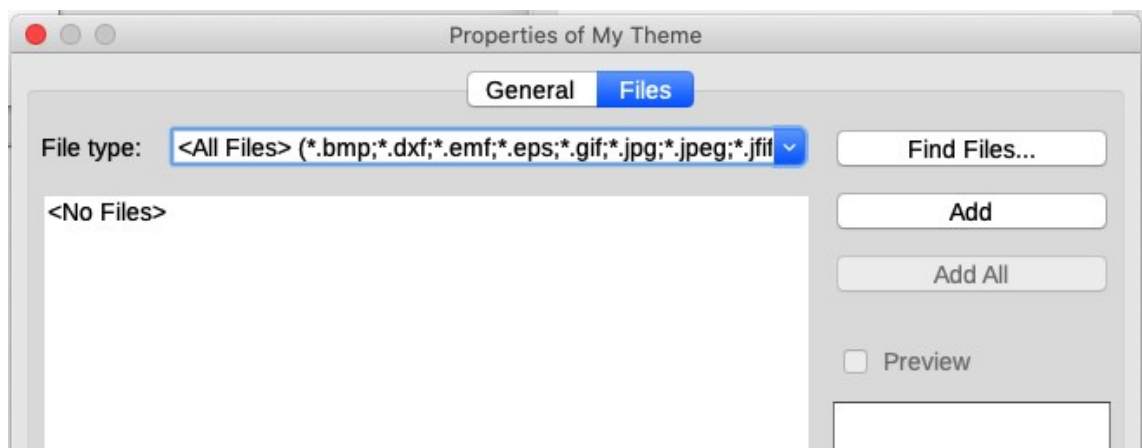 Properties of My Theme
General Files
File type: <All Files> (*.bmp;*.dxf;*.emf;*.eps;*.gif;*.jpg;*.jpeg;*.jfif Find Files...
<No Files> Add
Add All
Preview